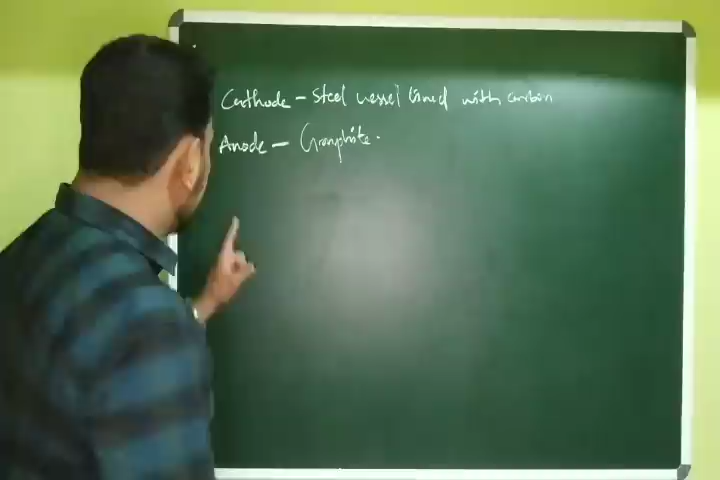 Cathode - Steel vessel lined with carbon
Anode - Graphite.